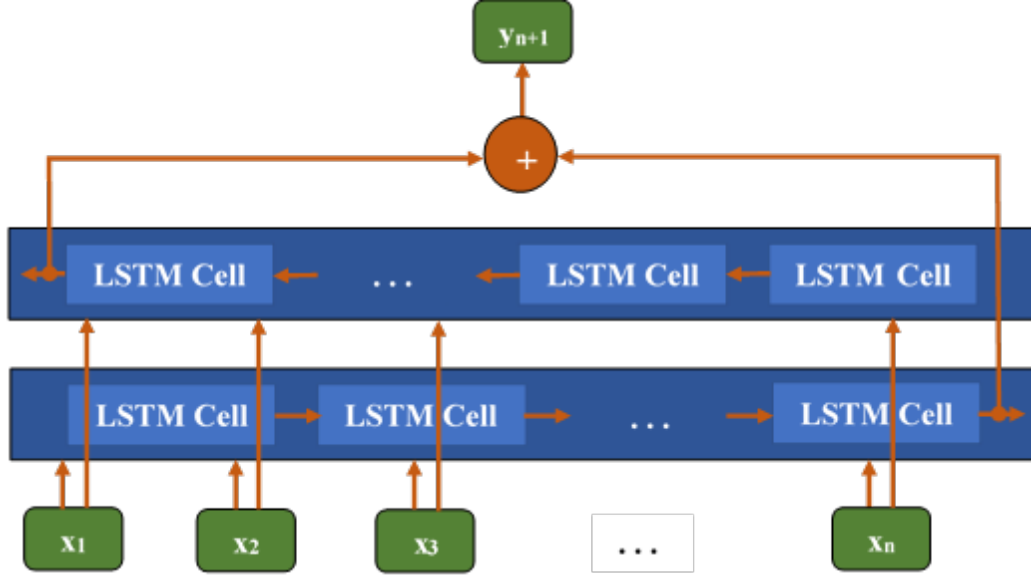 yn+1
+
LSTM Cell ... LSTM Cell LSTM Cell
LSTM Cell LSTM Cell ... LSTM Cell
x1 x2 x3 ... xn